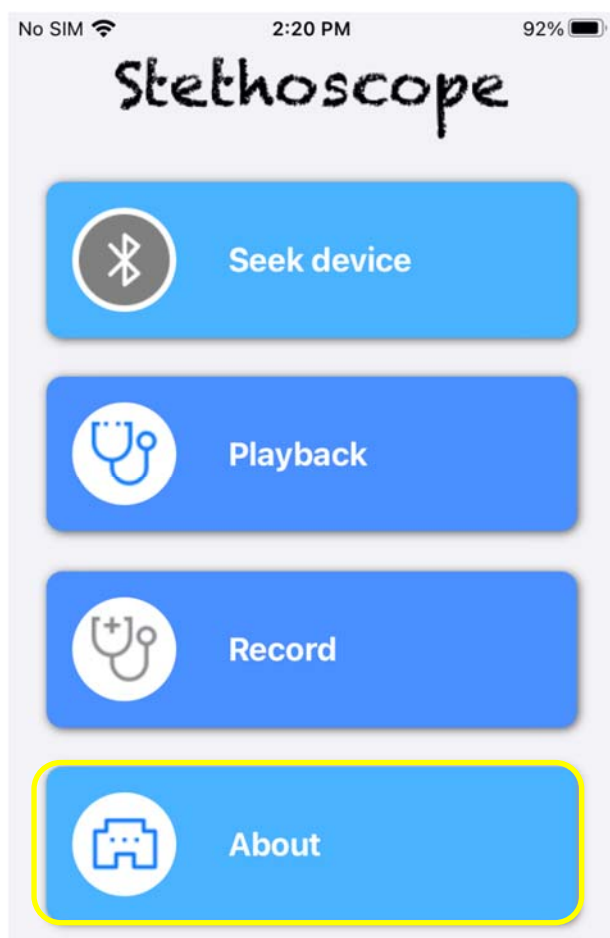 No SIM 2:20 PM 92%
Stethoscope
Seek device
Playback
Record
About